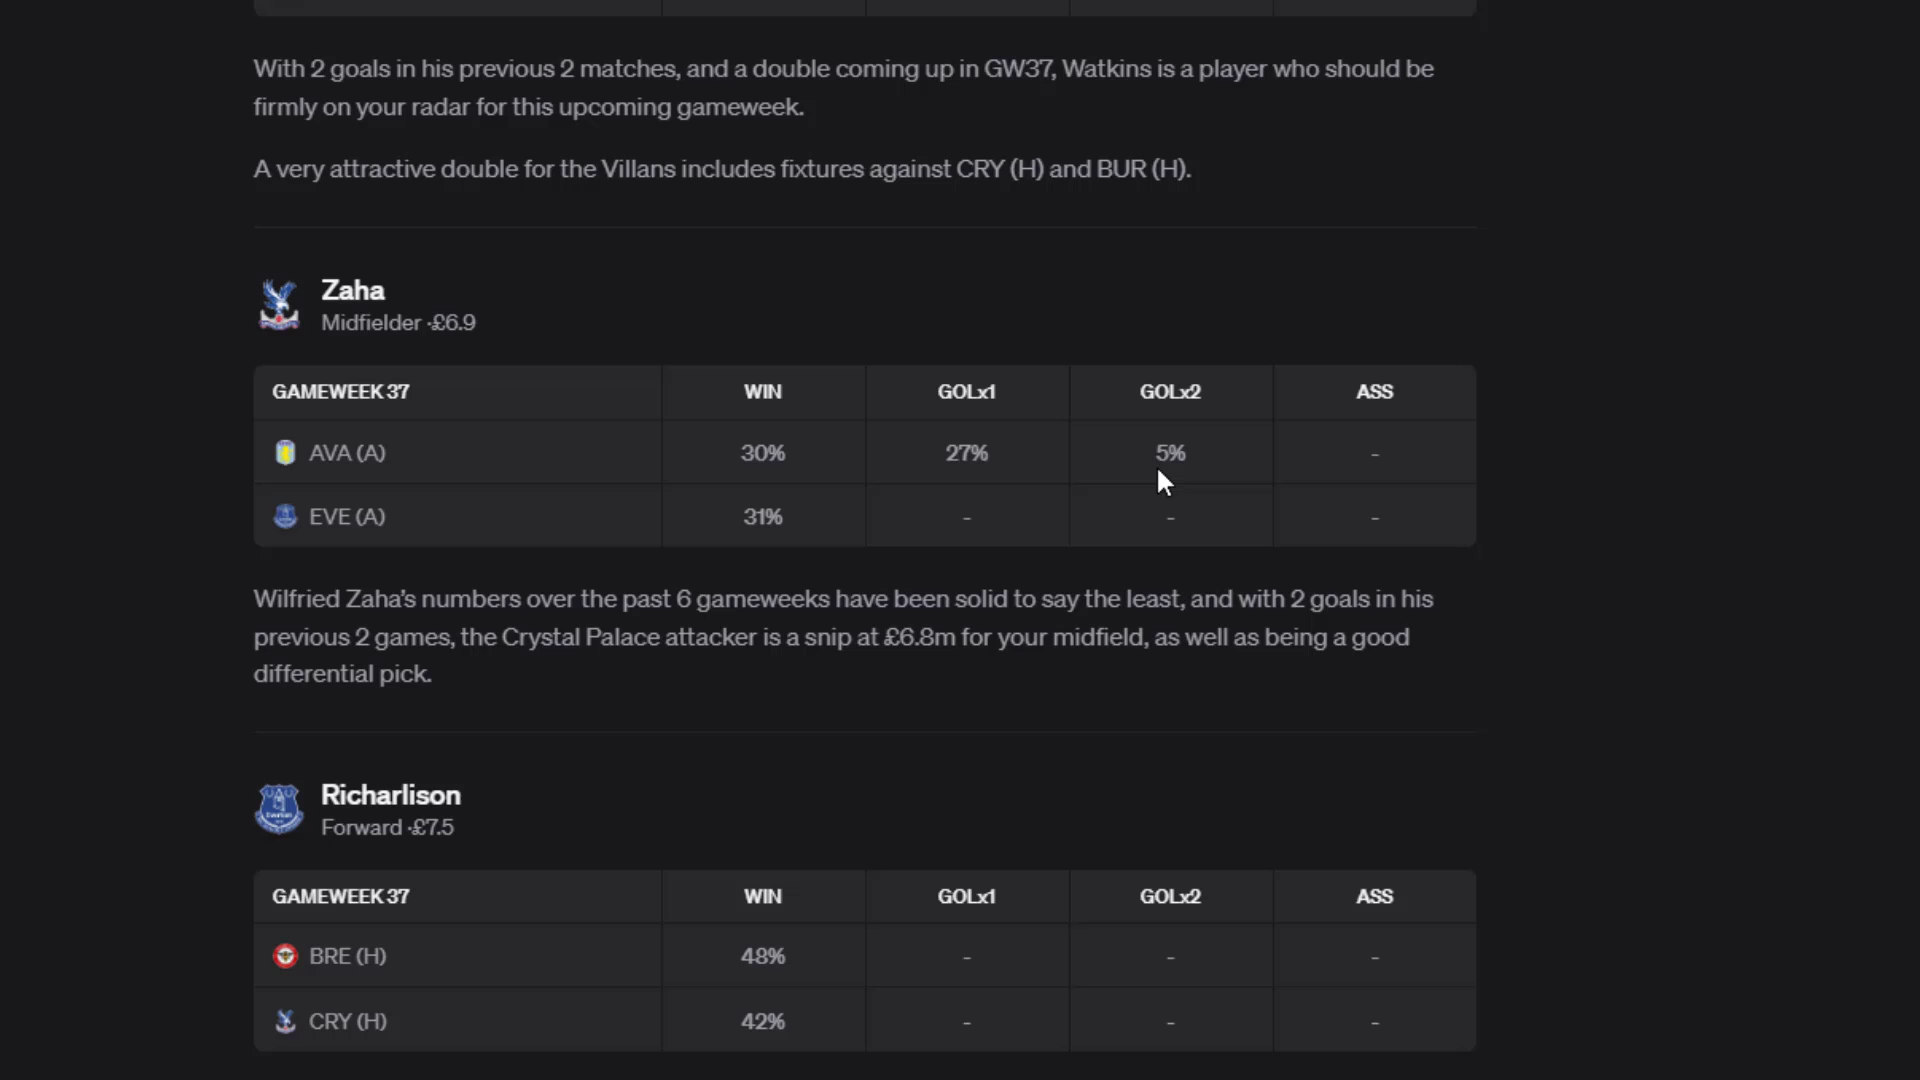 With 2 goals in his previous 2 matches, and a double coming up in GW37, Watkins is a player who should be
firmly on your radar for this upcoming gameweek.
A very attractive double for the Villans includes fixtures against CRY (H) and BUR (H).
Zaha
Midfielder ·£6.9
GAMEWEEK 37 WIN GOLx1 GOLx2 ASS
AVA (A) 30% 27% 5% -
EVE (A) 31% - - -
Wilfried Zaha’s numbers over the past 6 gameweeks have been solid to say the least, and with 2 goals in his
previous 2 games, the Crystal Palace attacker is a snip at £6.8m for your midfield, as well as being a good
differential pick.
Richarlison
Forward ·£7.5
GAMEWEEK 37 WIN GOLx1 GOLx2 ASS
BRE (H) 48% - - -
CRY (H) 42% - - -